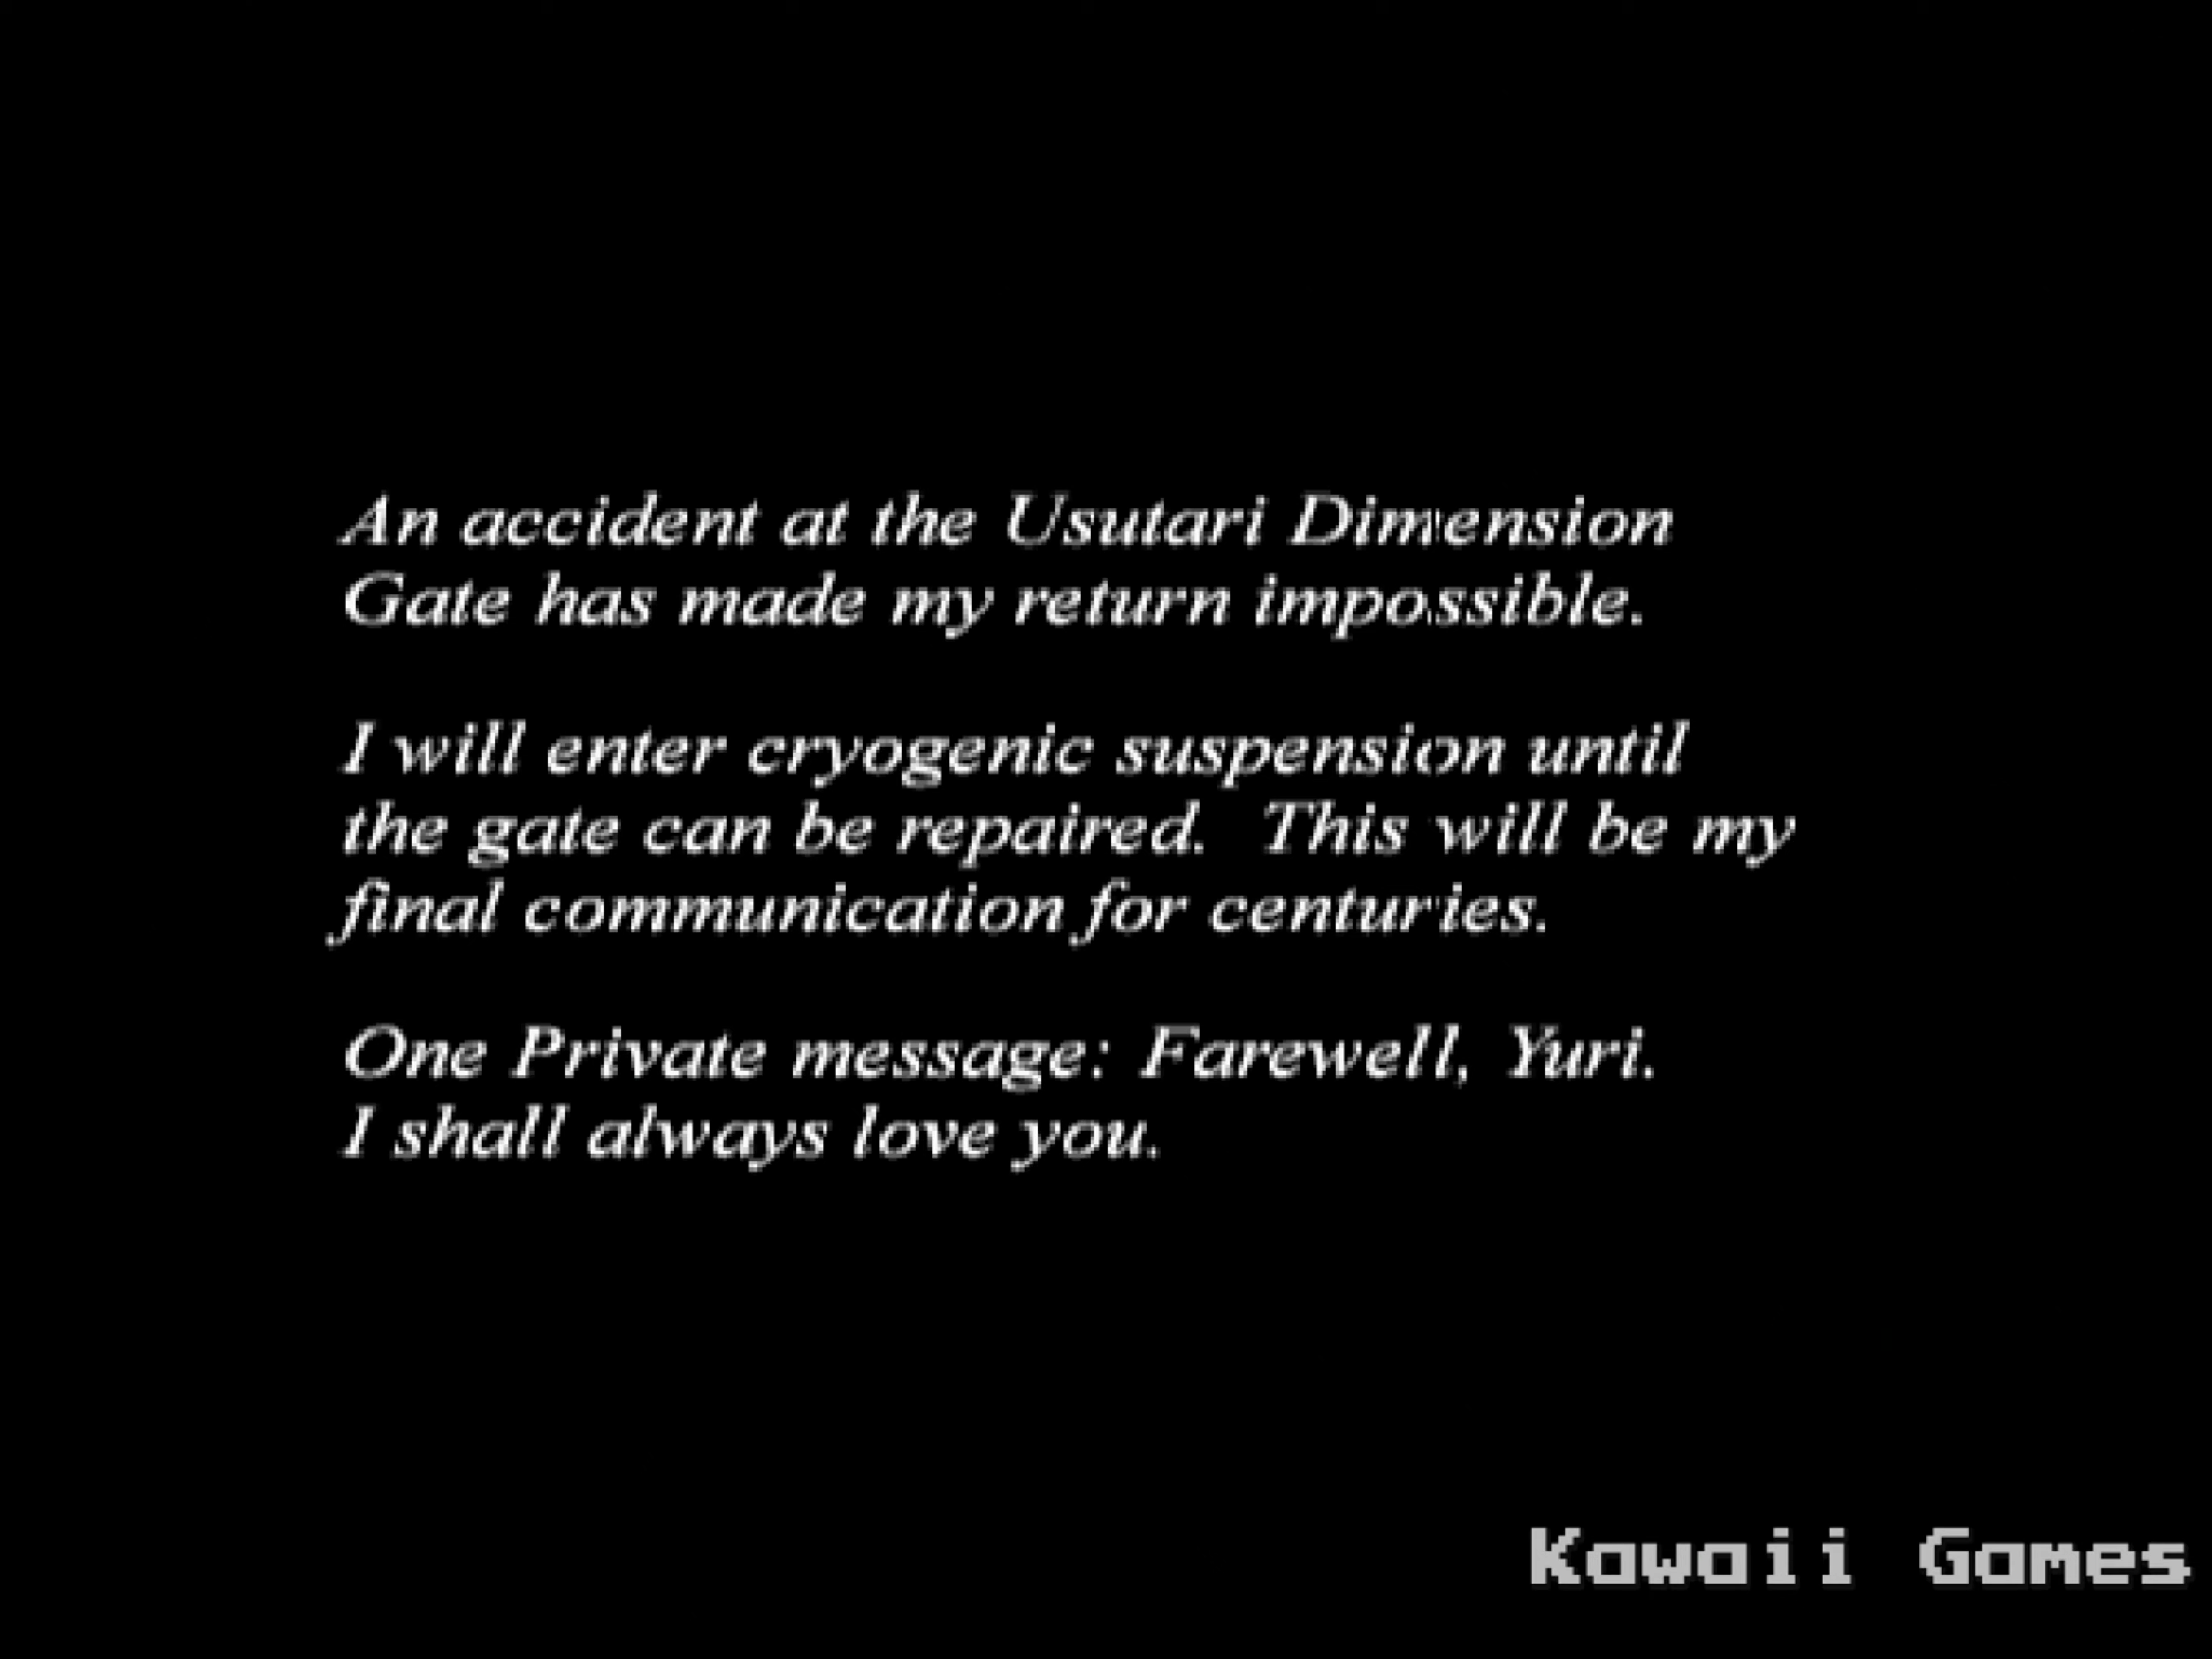 An accident at the Usutari Dimension
Gate has made my return impossible.
I will enter cryogenic suspension until
the gate can be repaired.  This will be my
final communication for centuries.
One Private message: Farewell, Yuri.
I shall always love you.
Kawaii Games